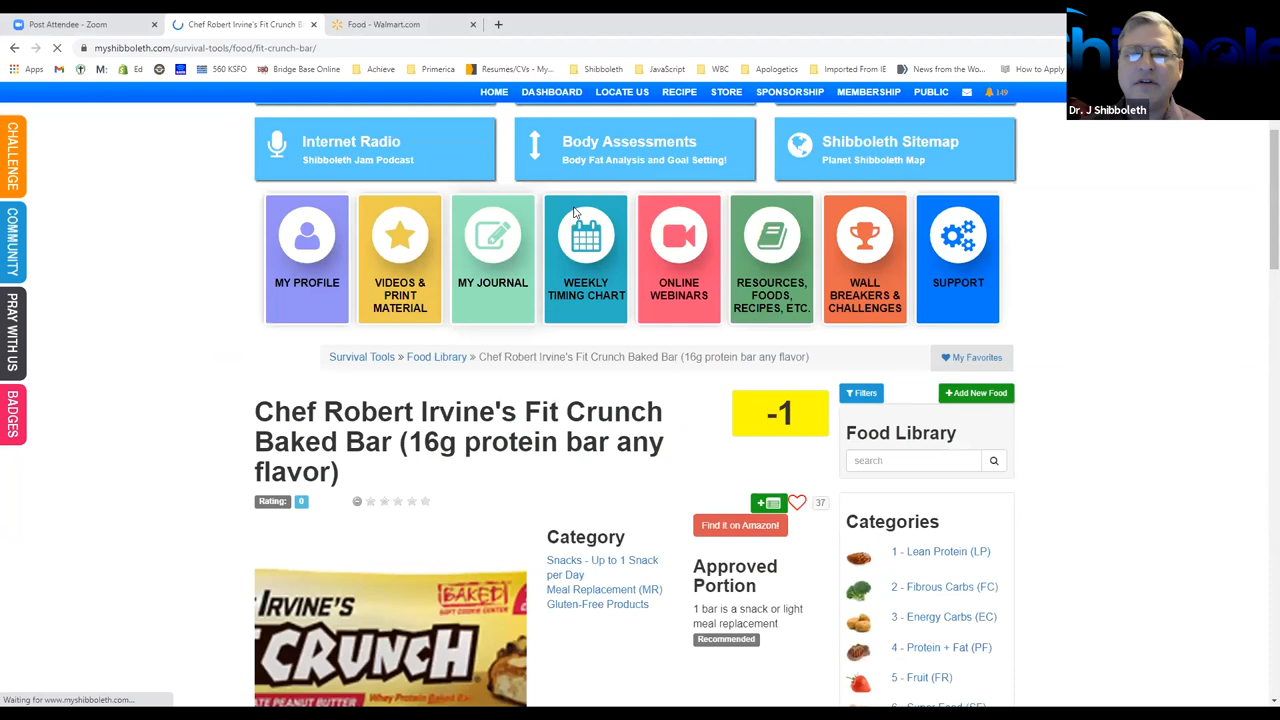 Post Attendee - Zoom
Chef Robert Irvine's Fit Crunch B
Food - Walmart.com
myshibboleth.com/survival-tools/food/fit-crunch-bar/
Apps
M
Ed
560 KSFO
Bridge Base Online
Achieve
Primerica
Resumes/CVs - My...
Shibboleth
JavaScript
WBC
Apologetics
Imported From IE
News from the Wo...
How to Apply
Dr. J Shibboleth
HOME DASHBOARD LOCATE US RECIPE STORE SPONSORSHIP MEMBERSHIP PUBLIC 149
CHALLENGE
COMMUNITY
PRAY WITH US
BADGES
Internet Radio
Shibboleth Jam Podcast
Body Assessments
Body Fat Analysis and Goal Setting!
Shibboleth Sitemap
Planet Shibboleth Map
MY PROFILE
VIDEOS &
PRINT
MATERIAL
MY JOURNAL
WEEKLY
TIMING CHART
ONLINE
WEBINARS
RESOURCES,
FOODS,
RECIPES, ETC.
WALL
BREAKERS &
CHALLENGES
SUPPORT
Survival Tools » Food Library » Chef Robert Irvine's Fit Crunch Baked Bar (16g protein bar any flavor)
My Favorites
Chef Robert Irvine's Fit Crunch
Baked Bar (16g protein bar any
flavor)
-1
Rating: 0
37
Find it on Amazon!
Category
Snacks - Up to 1 Snack
per Day
Meal Replacement (MR)
Gluten-Free Products
Approved
Portion
1 bar is a snack or light
meal replacement
Recommended
Filters
Add New Food
Food Library
search
Categories
1 - Lean Protein (LP)
2 - Fibrous Carbs (FC)
3 - Energy Carbs (EC)
4 - Protein + Fat (PF)
5 - Fruit (FR)
IRVINE'S
BAKED
CRUNCH
Whey Protein Baked
PEANUT BUTTER
Waiting for www.myshibboleth.com...